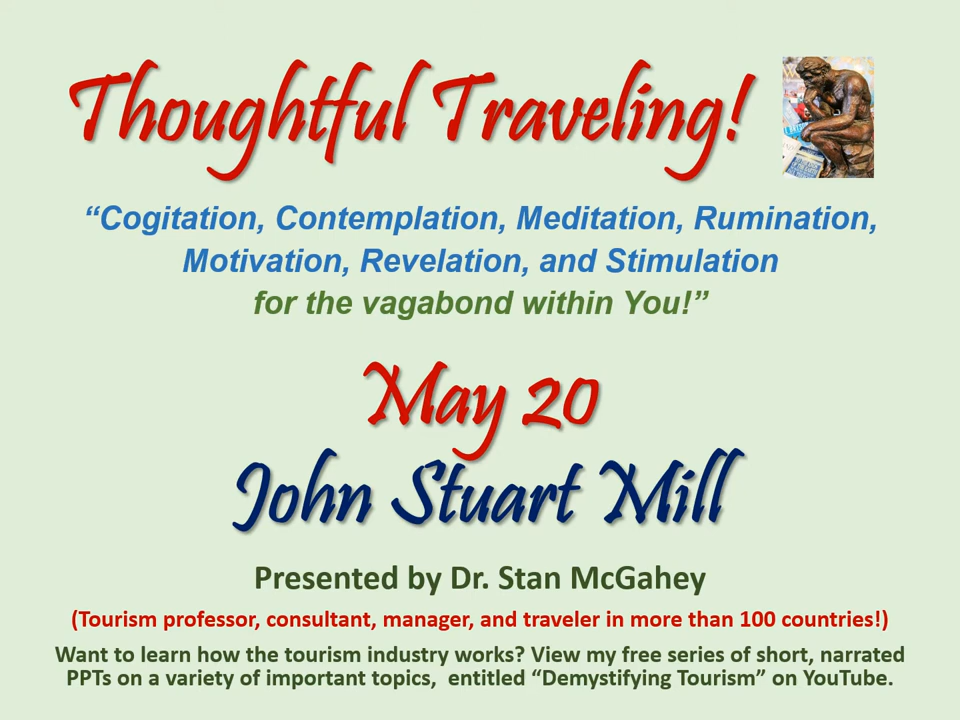 Thoughtful Traveling!
“Cogitation, Contemplation, Meditation, Rumination,
Motivation, Revelation, and Stimulation
for the vagabond within You!”
May 20
John Stuart Mill
Presented by Dr. Stan McGahey
(Tourism professor, consultant, manager, and traveler in more than 100 countries!)
Want to learn how the tourism industry works? View my free series of short, narrated
PPTs on a variety of important topics,  entitled “Demystifying Tourism” on YouTube.